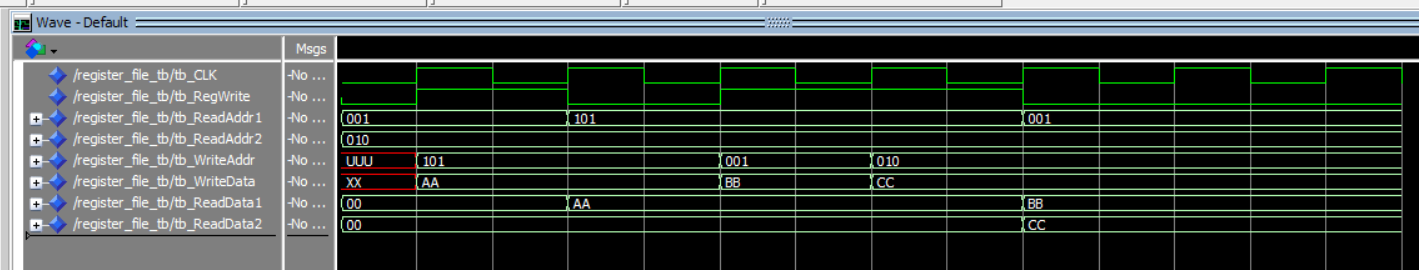 Wave - Default
Msgs
/register_file_tb/tb_CLK -No ...
/register_file_tb/tb_RegWrite -No ...
/register_file_tb/tb_ReadAddr1 -No ... 001 101 001
/register_file_tb/tb_ReadAddr2 -No ... 010
/register_file_tb/tb_WriteAddr -No ... UUU 101 001 010
/register_file_tb/tb_WriteData -No ... XX AA BB CC
/register_file_tb/tb_ReadData1 -No ... 00 AA BB
/register_file_tb/tb_ReadData2 -No ... 00 CC